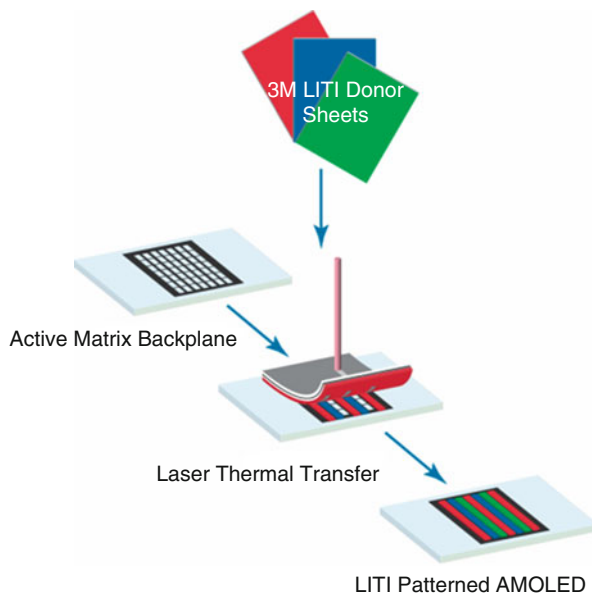 3M LITI Donor
Sheets
Active Matrix Backplane
Laser Thermal Transfer
LITI Patterned AMOLED